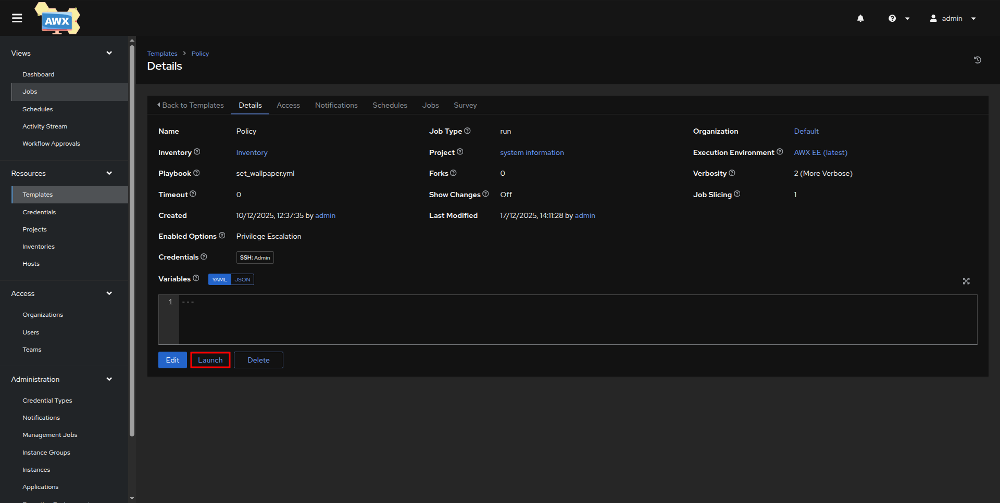 AWX
admin
Views
Dashboard
Jobs
Schedules
Activity Stream
Workflow Approvals
Resources
Templates
Credentials
Projects
Inventories
Hosts
Access
Organizations
Users
Teams
Administration
Credential Types
Notifications
Management Jobs
Instance Groups
Instances
Applications
Templates > Policy
Details
Back to Templates Details Access Notifications Schedules Jobs Survey
Name Policy Job Type run Organization Default
Inventory Inventory Project system information Execution Environment AWX EE (latest)
Playbook set_wallpaper.yml Forks 0 Verbosity 2 (More Verbose)
Timeout 0 Show Changes Off Job Slicing 1
Created 10/12/2025, 12:37:35 by admin Last Modified 17/12/2025, 14:11:28 by admin
Enabled Options Privilege Escalation
Credentials SSH: Admin
Variables YAML JSON
1 ---
Edit Launch Delete